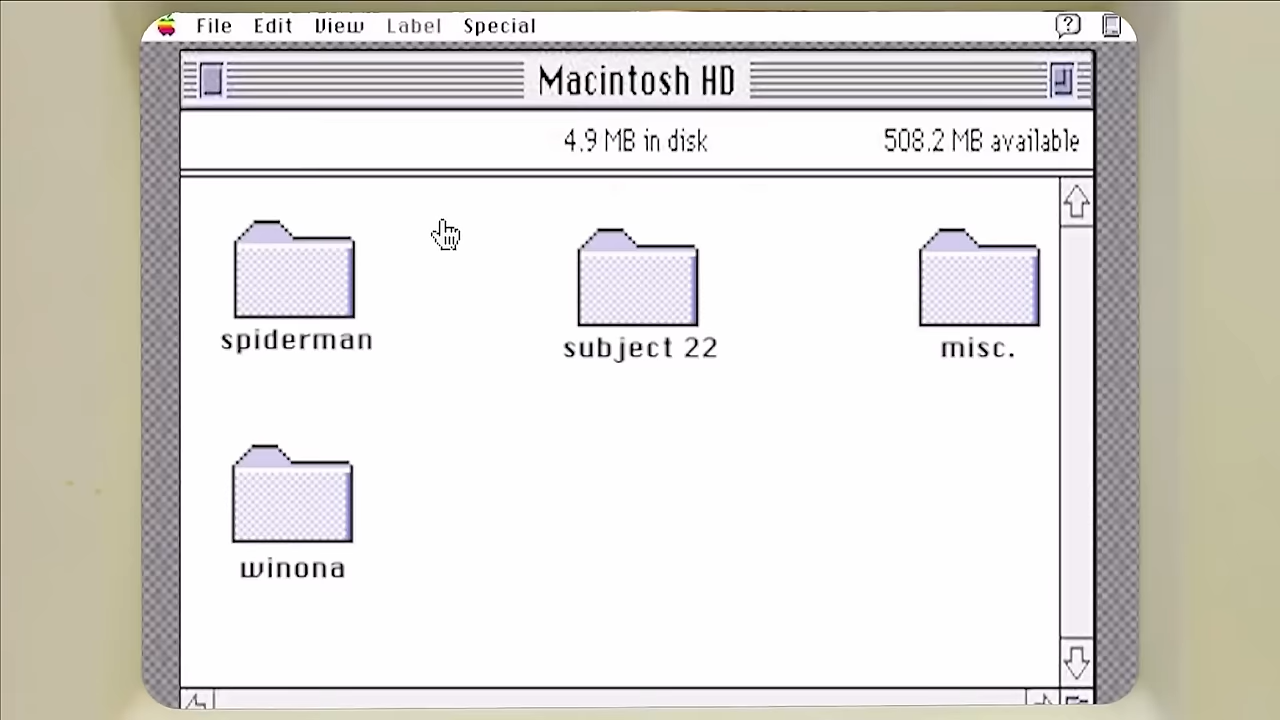 File Edit View Label Special
Macintosh HD
4.9 MB in disk 508.2 MB available
spiderman subject 22 misc.
winona